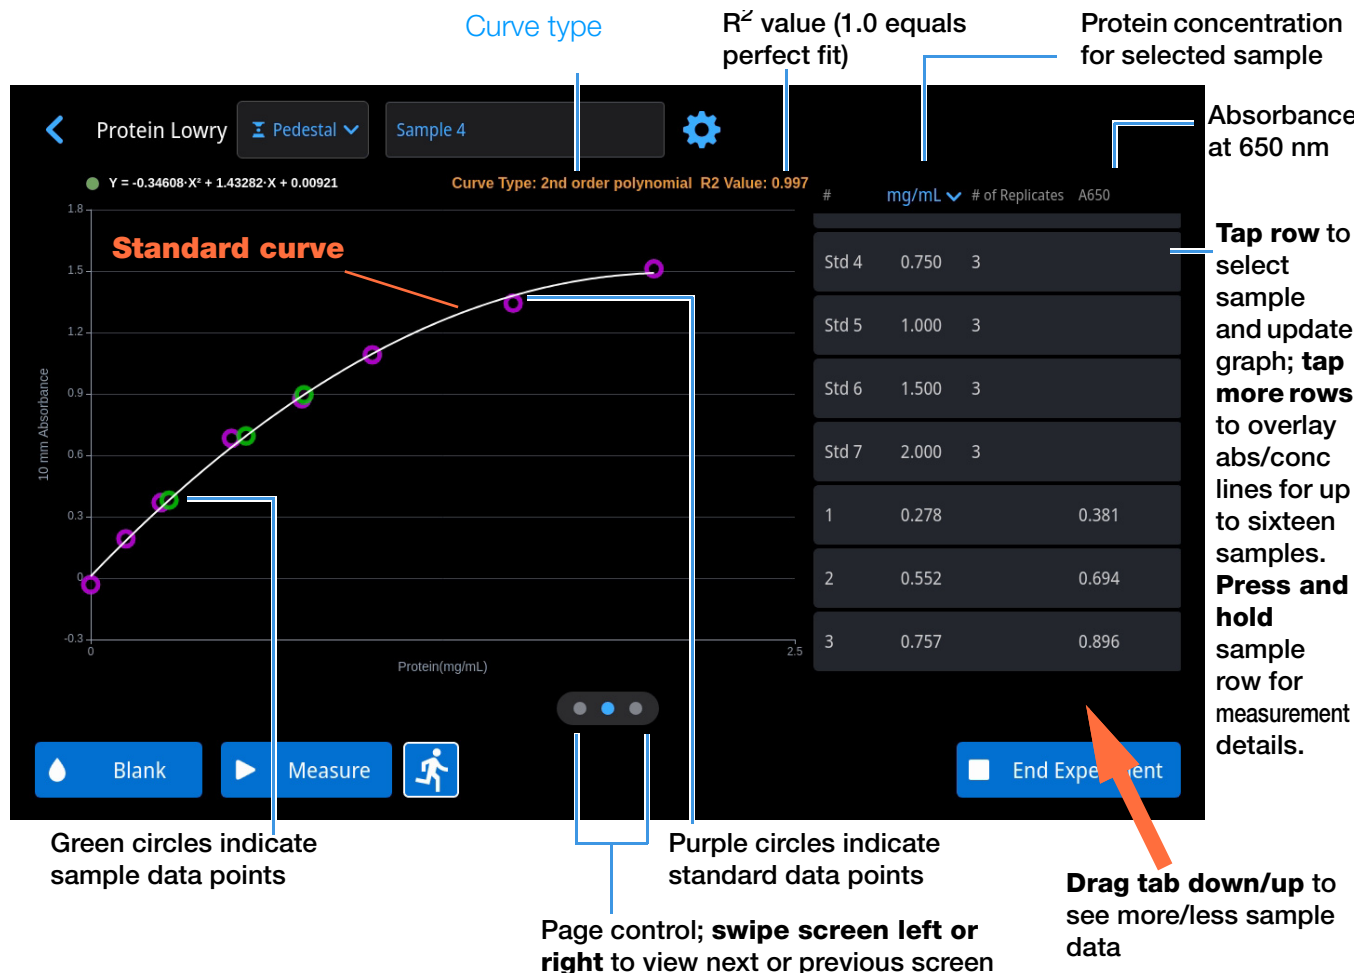 Curve type
R² value (1.0 equals
perfect fit)
Protein concentration
for selected sample
Absorbance
at 650 nm
Protein Lowry
Pedestal
Sample 4
Y = -0.34608·X² + 1.43282·X + 0.00921
Curve Type: 2nd order polynomial R2 Value: 0.997
# mg/mL # of Replicates A650
1.8
1.5
1.2
0.9
0.6
0.3
0
-0.3
0
2.5
10 mm Absorbance
Protein(mg/mL)
Standard curve
Std 4 0.750 3
Std 5 1.000 3
Std 6 1.500 3
Std 7 2.000 3
1 0.278 0.381
2 0.552 0.694
3 0.757 0.896
Tap row to
select
sample
and update
graph; tap
more rows
to overlay
abs/conc
lines for up
to sixteen
samples.
Press and
hold
sample
row for
measurement
details.
Blank
Measure
End Experiment
Green circles indicate
sample data points
Purple circles indicate
standard data points
Page control; swipe screen left or
right to view next or previous screen
Drag tab down/up to
see more/less sample
data